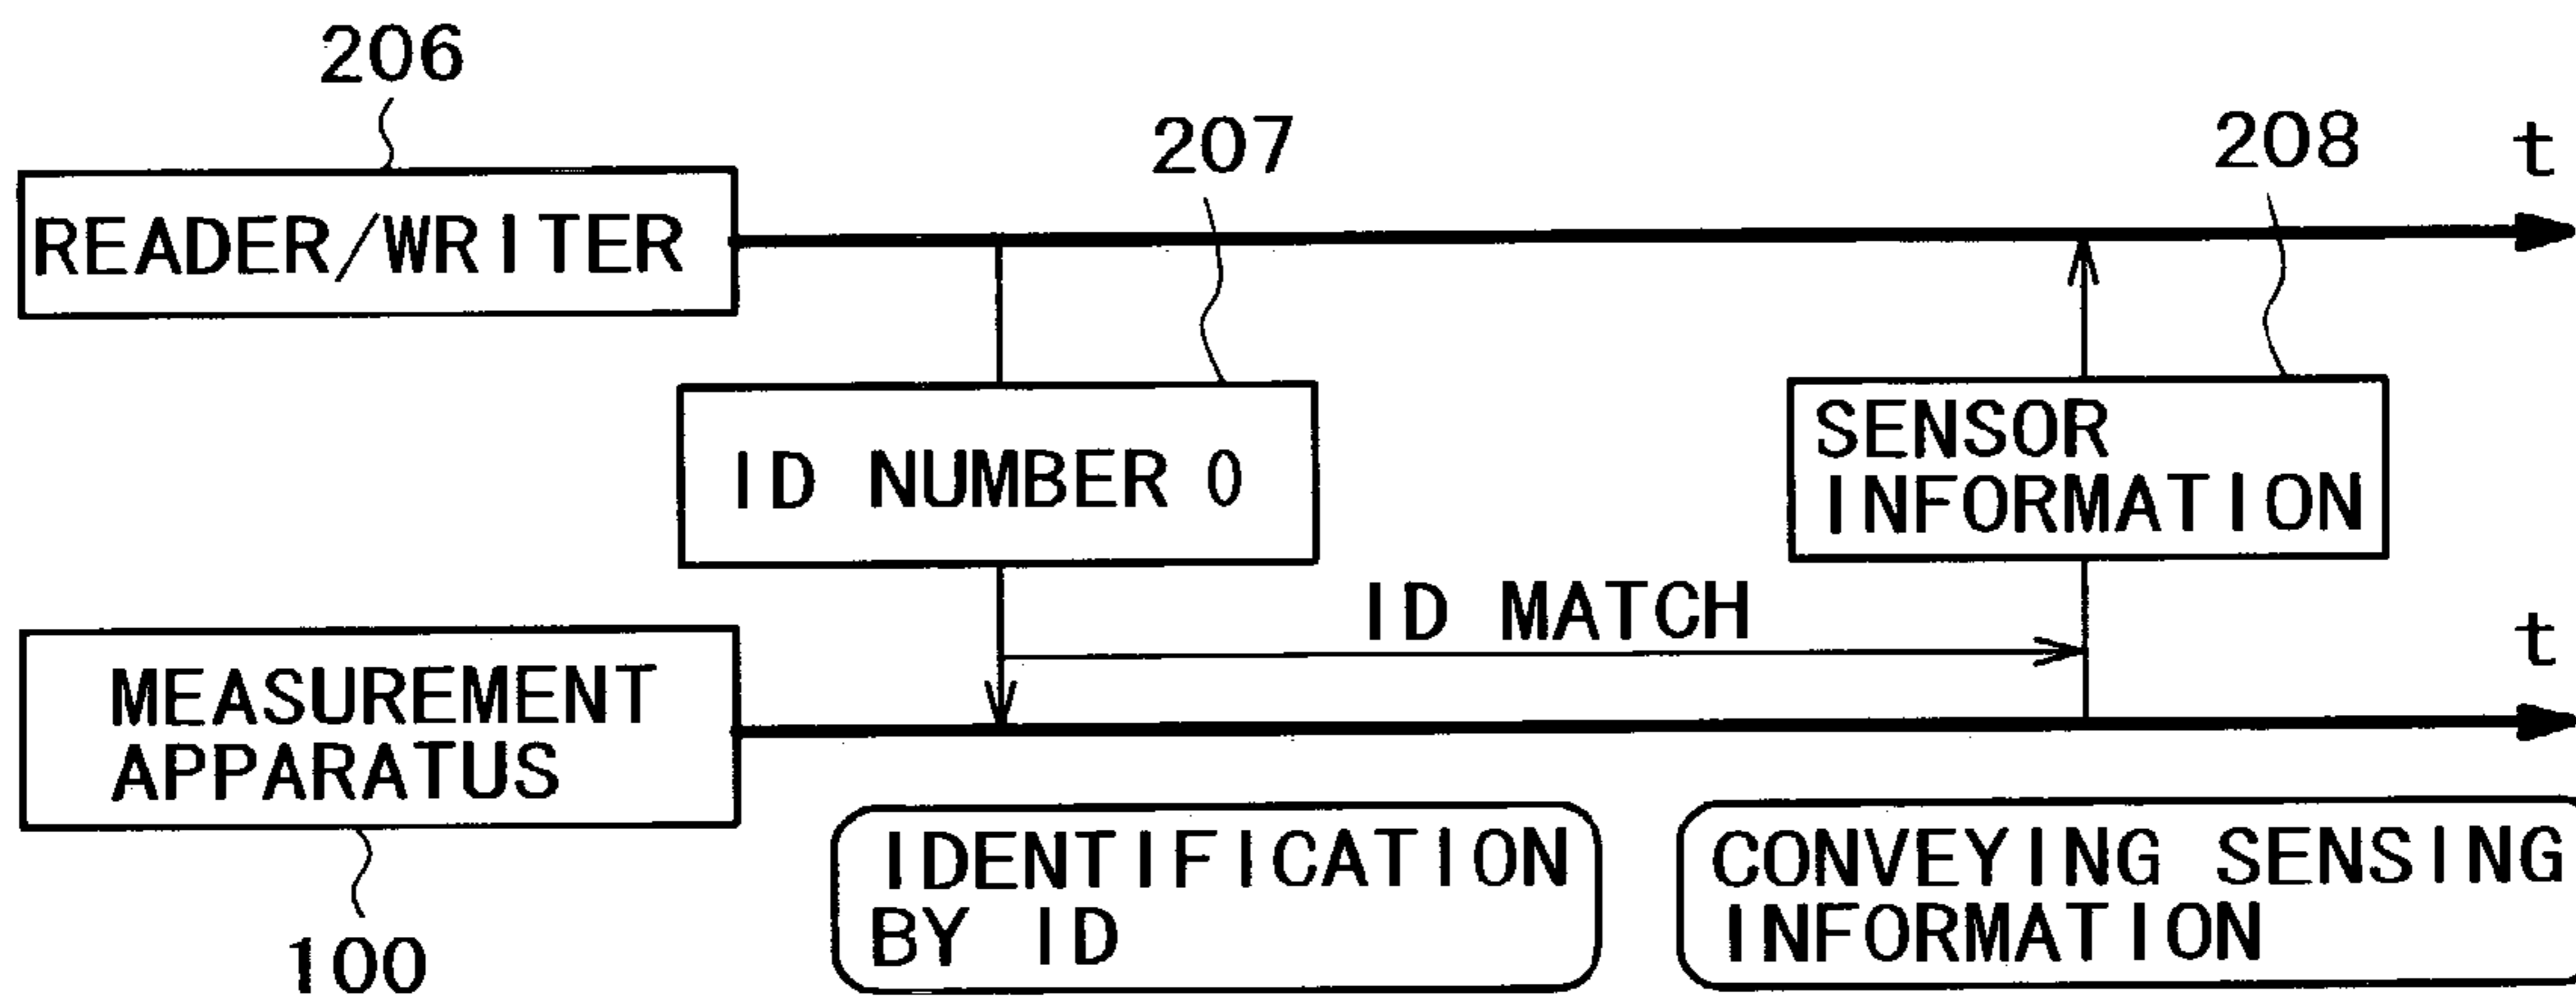 206
207
208
t
READER/WRITER
ID NUMBER 0
SENSOR
INFORMATION
ID MATCH
t
MEASUREMENT
APPARATUS
100
IDENTIFICATION
BY ID
CONVEYING SENSING
INFORMATION